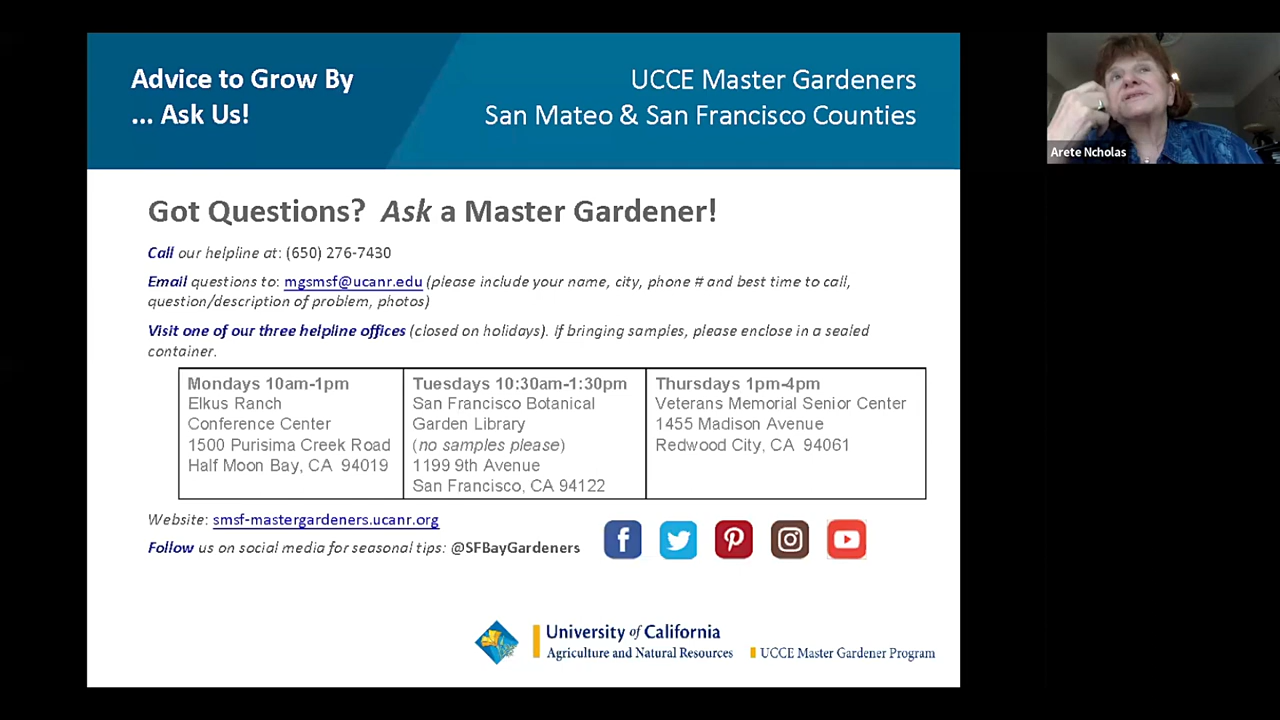 Advice to Grow By
... Ask Us!
UCCE Master Gardeners
San Mateo & San Francisco Counties
Arete Ncholas
Got Questions? Ask a Master Gardener!
Call our helpline at: (650) 276-7430
Email questions to: mgsmsf@ucanr.edu (please include your name, city, phone # and best time to call,
question/description of problem, photos)
Visit one of our three helpline offices (closed on holidays). If bringing samples, please enclose in a sealed
container.
Mondays 10am-1pm
Elkus Ranch
Conference Center
1500 Purisima Creek Road
Half Moon Bay, CA 94019
Tuesdays 10:30am-1:30pm
San Francisco Botanical
Garden Library
(no samples please)
1199 9th Avenue
San Francisco, CA 94122
Thursdays 1pm-4pm
Veterans Memorial Senior Center
1455 Madison Avenue
Redwood City, CA 94061
Website: smsf-mastergardeners.ucanr.org
Follow us on social media for seasonal tips: @SFBayGardeners
University of California
Agriculture and Natural Resources
UCCE Master Gardener Program